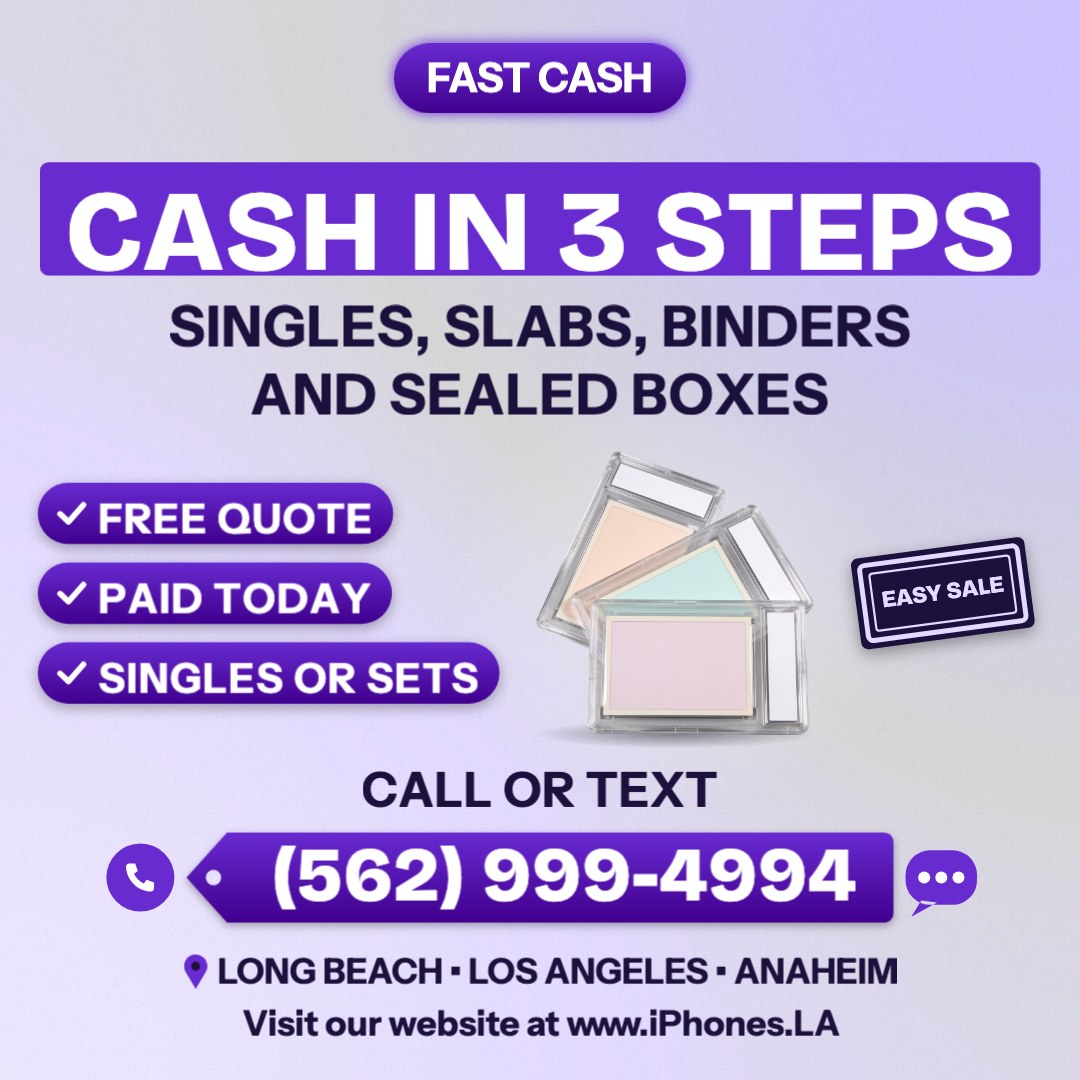 FAST CASH
CASH IN 3 STEPS
SINGLES, SLABS, BINDERS
AND SEALED BOXES
FREE QUOTE
PAID TODAY
SINGLES OR SETS
EASY SALE
CALL OR TEXT
(562) 999-4994
LONG BEACH ▪ LOS ANGELES ▪ ANAHEIM
Visit our website at www.iPhones.LA